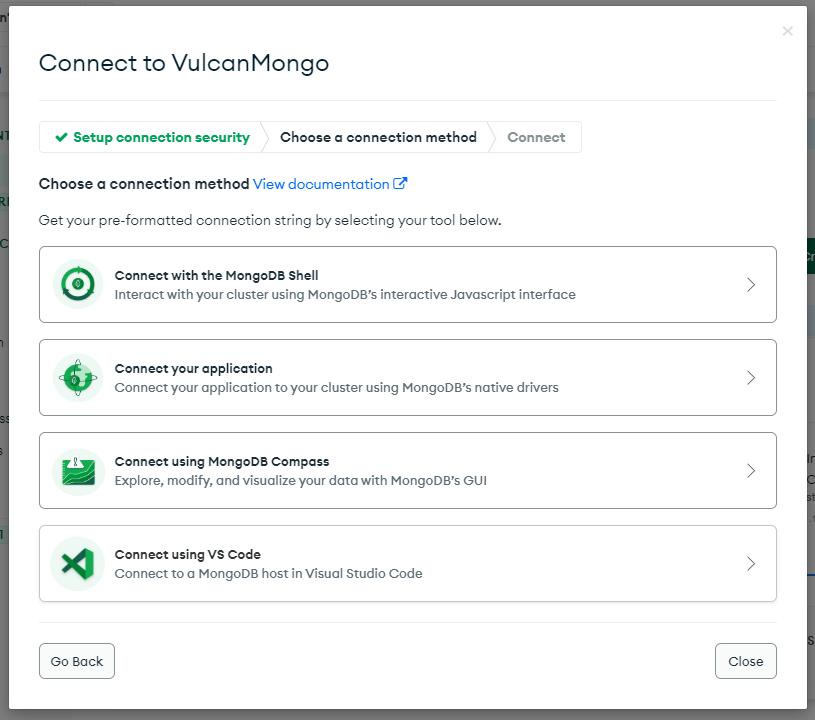 Connect to VulcanMongo
Setup connection security
Choose a connection method
Connect
Choose a connection method View documentation
Get your pre-formatted connection string by selecting your tool below.
Connect with the MongoDB Shell
Interact with your cluster using MongoDB's interactive Javascript interface
Connect your application
Connect your application to your cluster using MongoDB's native drivers
Connect using MongoDB Compass
Explore, modify, and visualize your data with MongoDB's GUI
Connect using VS Code
Connect to a MongoDB host in Visual Studio Code
Go Back
Close